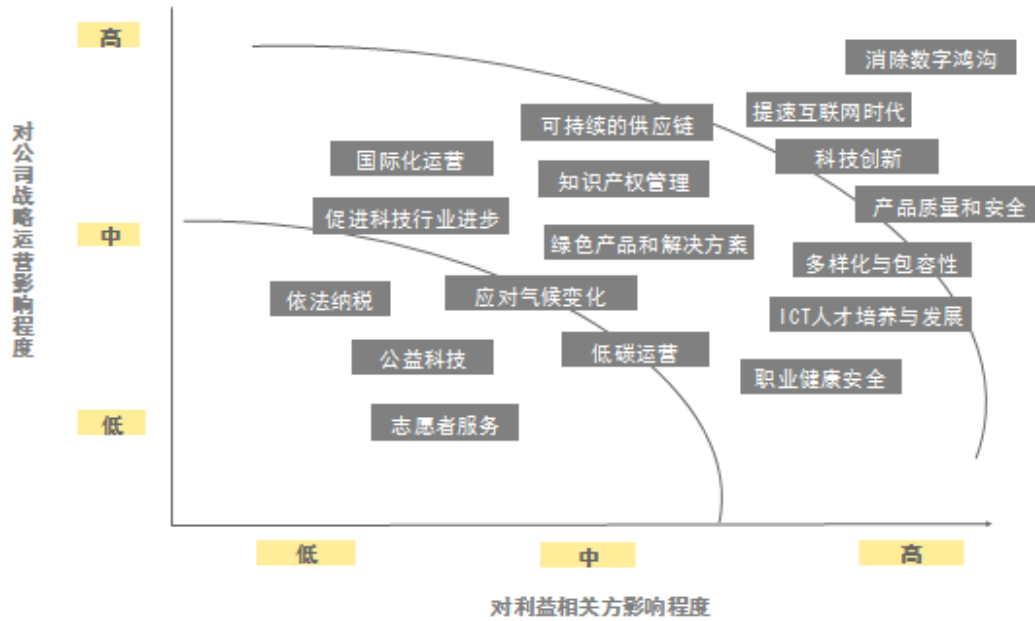 高
消除数字鸿沟
提速互联网时代
可持续的供应链
国际化运营
科技创新
知识产权管理
产品质量和安全
促进科技行业进步
中
绿色产品和解决方案
多样化与包容性
依法纳税
应对气候变化
ICT人才培养与发展
低碳运营
公益科技
职业健康安全
志愿者服务
低
对公司战略运营影响程度
低
中
高
对利益相关方影响程度